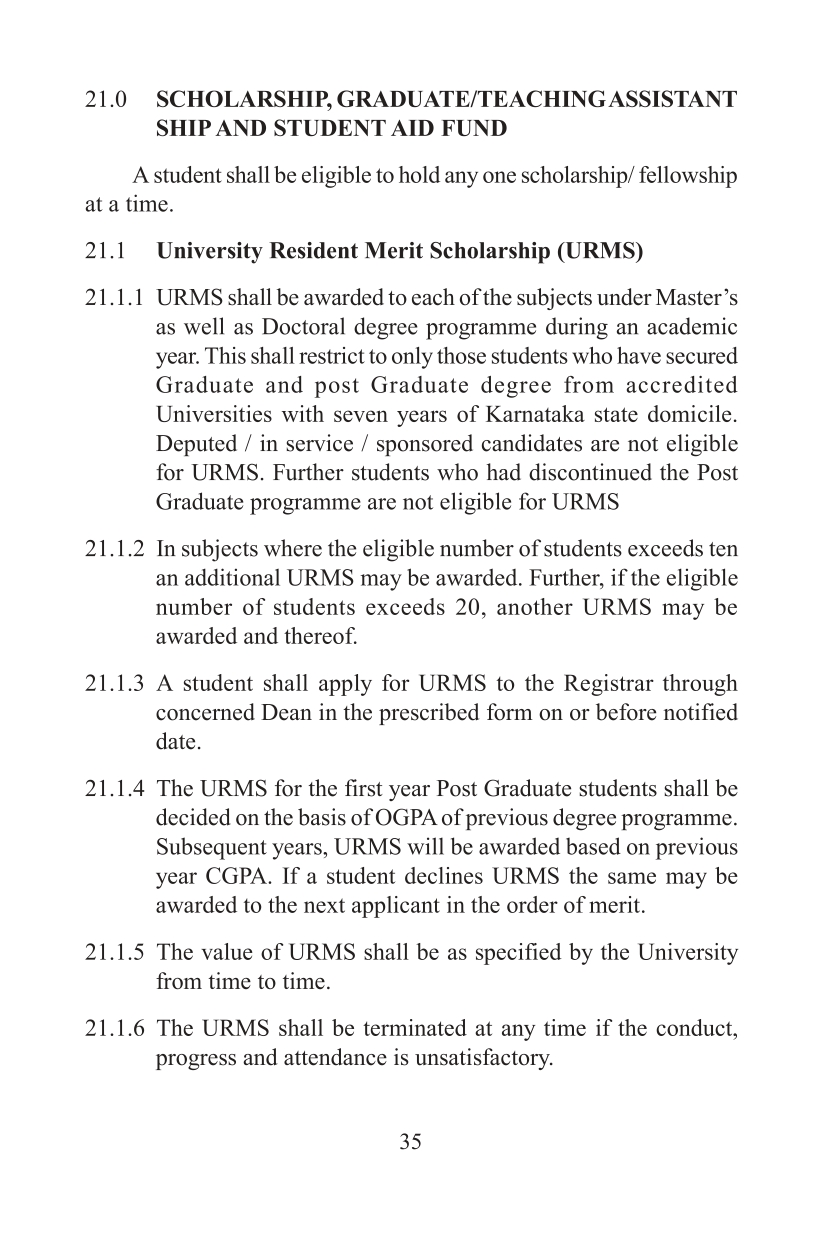 21.0 SCHOLARSHIP, GRADUATE/TEACHING ASSISTANT
SHIP AND STUDENT AID FUND
A student shall be eligible to hold any one scholarship/ fellowship
at a time.
21.1 University Resident Merit Scholarship (URMS)
21.1.1 URMS shall be awarded to each of the subjects under Master’s
as well as Doctoral degree programme during an academic
year. This shall restrict to only those students who have secured
Graduate and post Graduate degree from accredited
Universities with seven years of Karnataka state domicile.
Deputed / in service / sponsored candidates are not eligible
for URMS. Further students who had discontinued the Post
Graduate programme are not eligible for URMS
21.1.2 In subjects where the eligible number of students exceeds ten
an additional URMS may be awarded. Further, if the eligible
number of students exceeds 20, another URMS may be
awarded and thereof.
21.1.3 A student shall apply for URMS to the Registrar through
concerned Dean in the prescribed form on or before notified
date.
21.1.4 The URMS for the first year Post Graduate students shall be
decided on the basis of OGPA of previous degree programme.
Subsequent years, URMS will be awarded based on previous
year CGPA. If a student declines URMS the same may be
awarded to the next applicant in the order of merit.
21.1.5 The value of URMS shall be as specified by the University
from time to time.
21.1.6 The URMS shall be terminated at any time if the conduct,
progress and attendance is unsatisfactory.
35